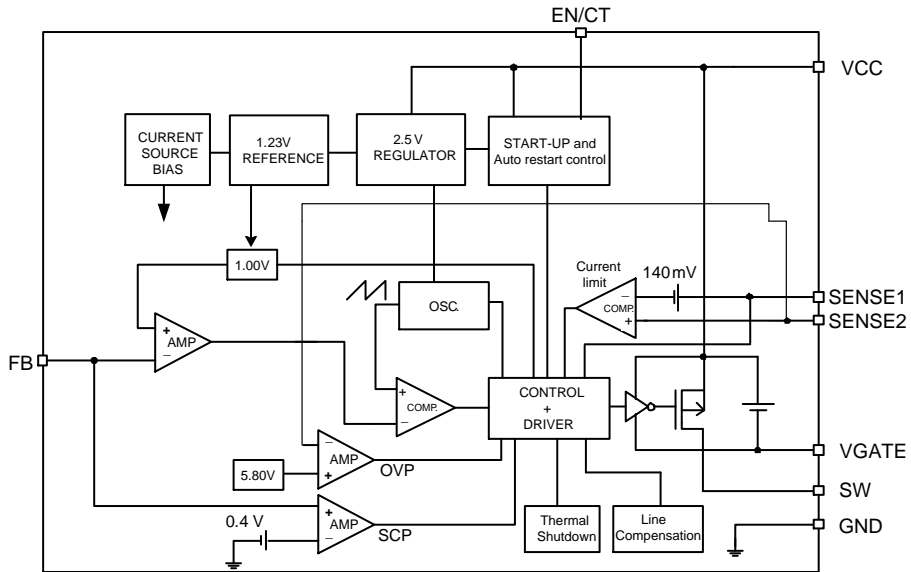 EN/CT
VCC
CURRENT
SOURCE
BIAS
1.23V
REFERENCE
2.5 V
REGULATOR
START-UP and
Auto restart control
1.00V
OSC.
Current
limit
140mV
−
COMP.
+
SENSE1
SENSE2
FB
+
AMP
−
+
COMP.
−
CONTROL
+
DRIVER
−
AMP
+
OVP
5.80V
VGATE
SW
+
AMP
−
SCP
0.4 V
Thermal
Shutdown
Line
Compensation
GND